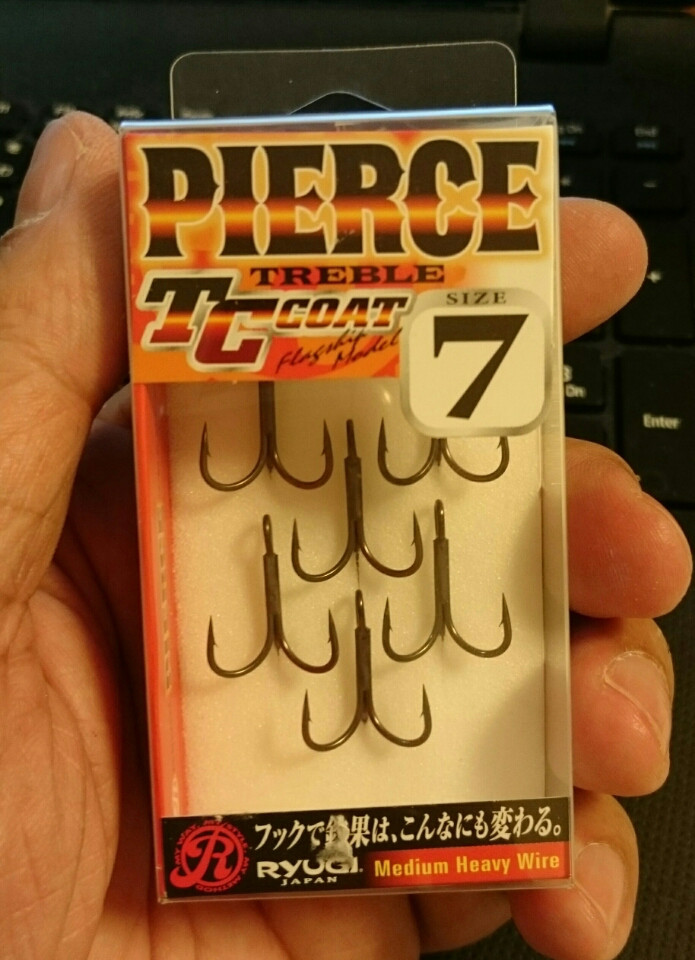 PIERCE
TREBLE
TC COAT
Flagship Model
SIZE
7
フックで釣果は、こんなにも変わる。
R
RYUGI
JAPAN
Medium Heavy Wire
Enter